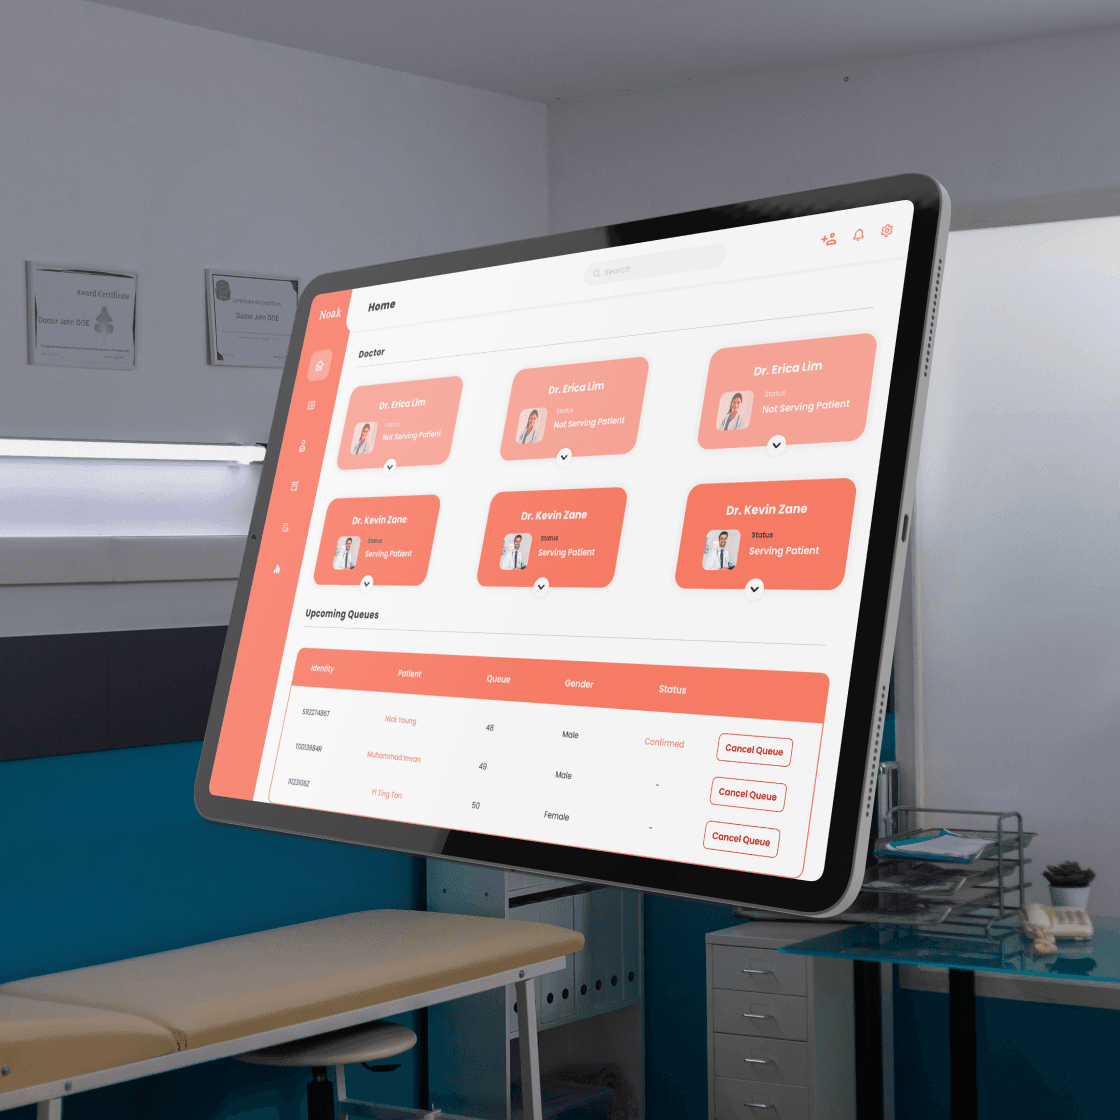 Award Certificate
Doctor John DOE
Certificate of completion
Doctor John DOE
Noak
Home
Search
Doctor
Dr. Erica Lim
Status
Not Serving Patient
Dr. Erica Lim
Status
Not Serving Patient
Dr. Erica Lim
Status
Not Serving Patient
Dr. Kevin Zane
Status
Serving Patient
Dr. Kevin Zane
Status
Serving Patient
Dr. Kevin Zane
Status
Serving Patient
Upcoming Queues
Identity Patient Queue Gender Status
S9227486T Nick Young 48 Male Confirmed Cancel Queue
T0013984R Muhammad Imran 49 Male - Cancel Queue
Yi Ting Tan 50 Female - Cancel Queue